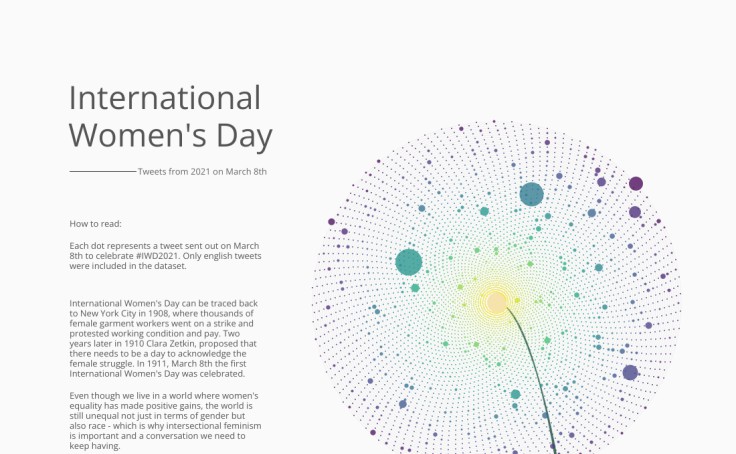 International
Women's Day
Tweets from 2021 on March 8th
How to read:
Each dot represents a tweet sent out on March
8th to celebrate #IWD2021. Only english tweets
were included in the dataset.
International Women's Day can be traced back
to New York City in 1908, where thousands of
female garment workers went on a strike and
protested working condition and pay. Two
years later in 1910 Clara Zetkin, proposed that
there needs to be a day to acknowledge the
female struggle. In 1911, March 8th the first
International Women's Day was celebrated.
Even though we live in a world where women's
equality has made positive gains, the world is
still unequal not just in terms of gender but
also race - which is why intersectional feminism
is important and a conversation we need to
keep having.